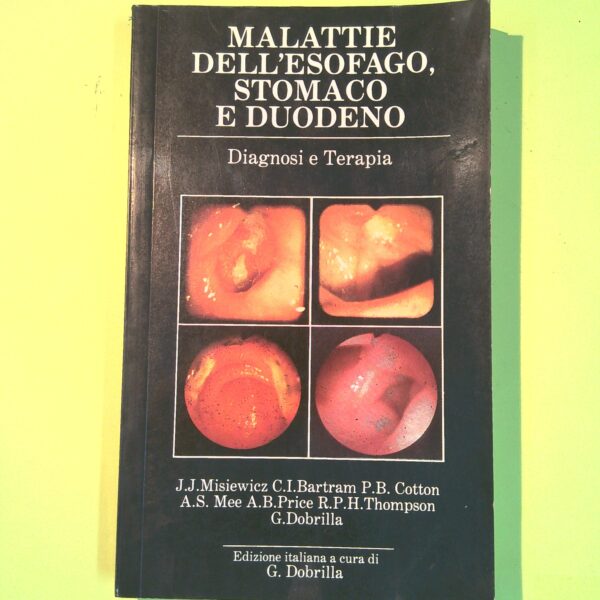 MALATTIE
DELL'ESOFAGO,
STOMACO
E DUODENO
Diagnosi e Terapia
J.J.Misiewicz C.I.Bartram P.B. Cotton
A.S. Mee A.B.Price R.P.H.Thompson
G.Dobrilla
Edizione italiana a cura di
G. Dobrilla